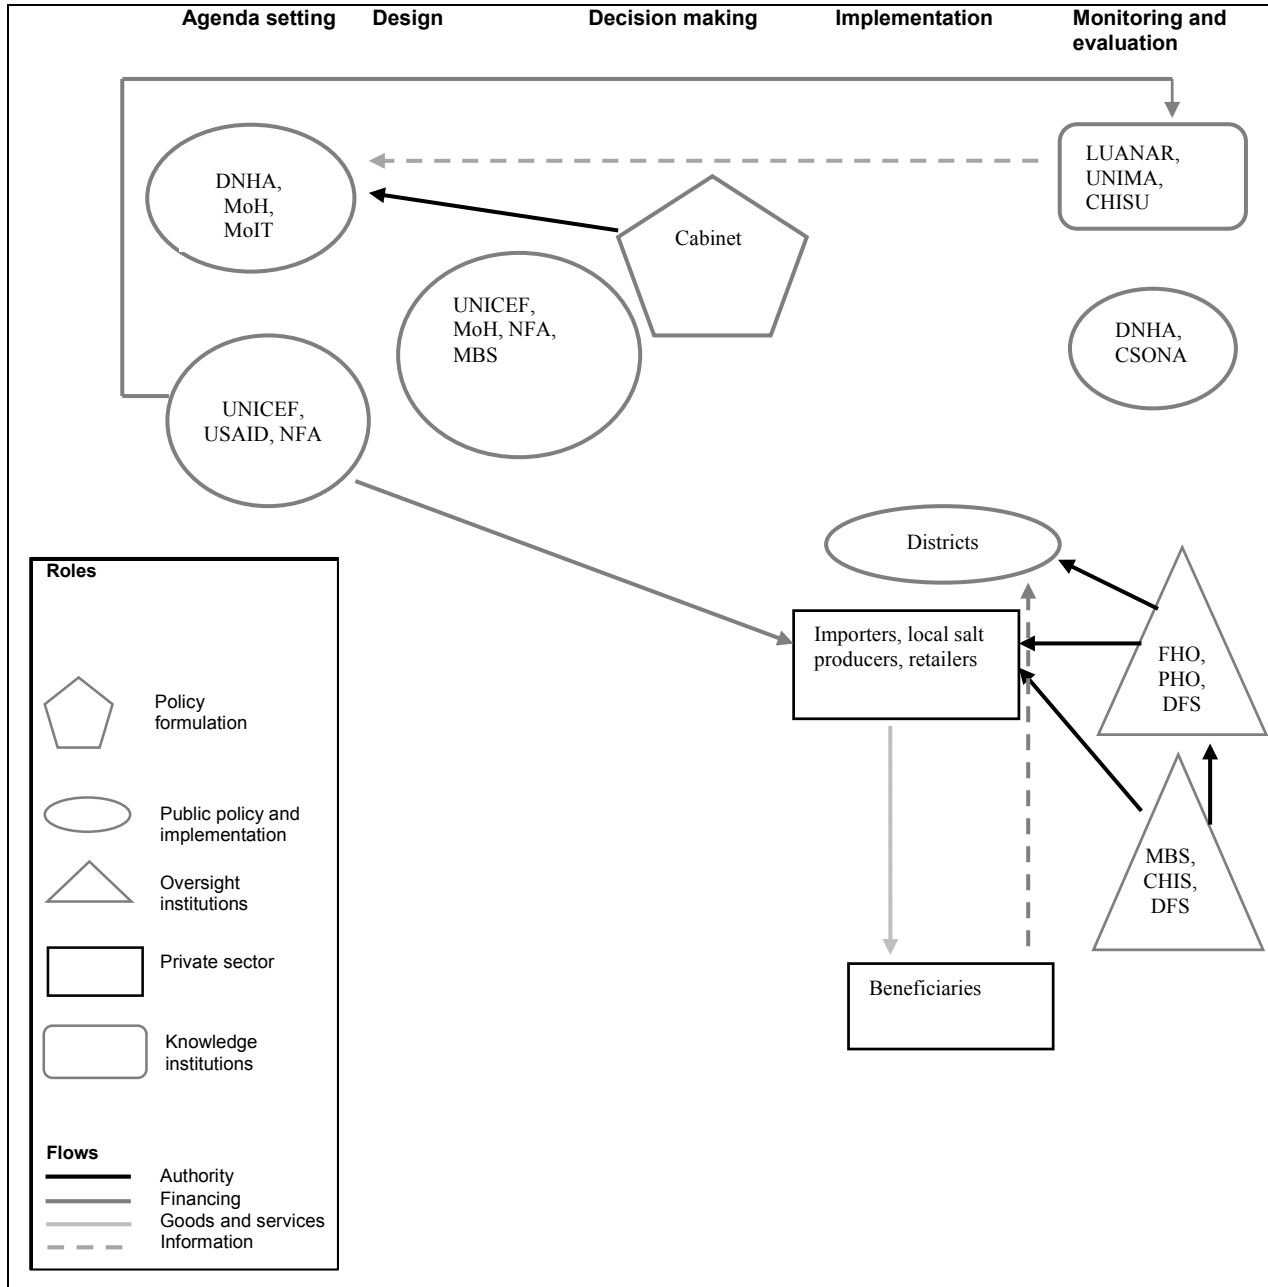 Agenda setting
Design
Decision making
Implementation
Monitoring and
evaluation
DNHA,
MoH,
MoIT
Cabinet
LUANAR,
UNIMA,
CHISU
UNICEF,
MoH, NFA,
MBS
DNHA,
CSONA
UNICEF,
USAID, NFA
Districts
Importers, local salt
producers, retailers
FHO,
PHO,
DFS
MBS,
CHIS,
DFS
Beneficiaries
Roles
Policy
formulation
Public policy and
implementation
Oversight
institutions
Private sector
Knowledge
institutions
Flows
Authority
Financing
Goods and services
Information